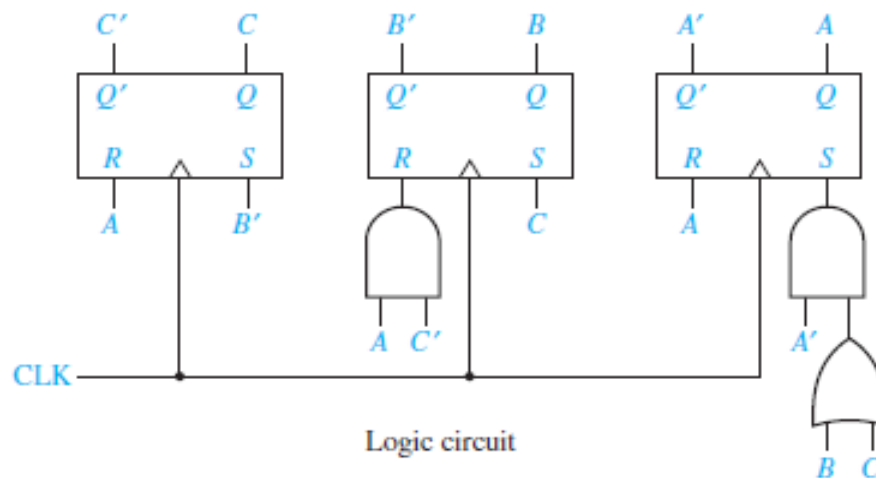 C′ C B′ B A′ A
Q′ Q Q′ Q Q′ Q
R S R S R S
A B′ C A
A C′ A′
CLK
Logic circuit
B